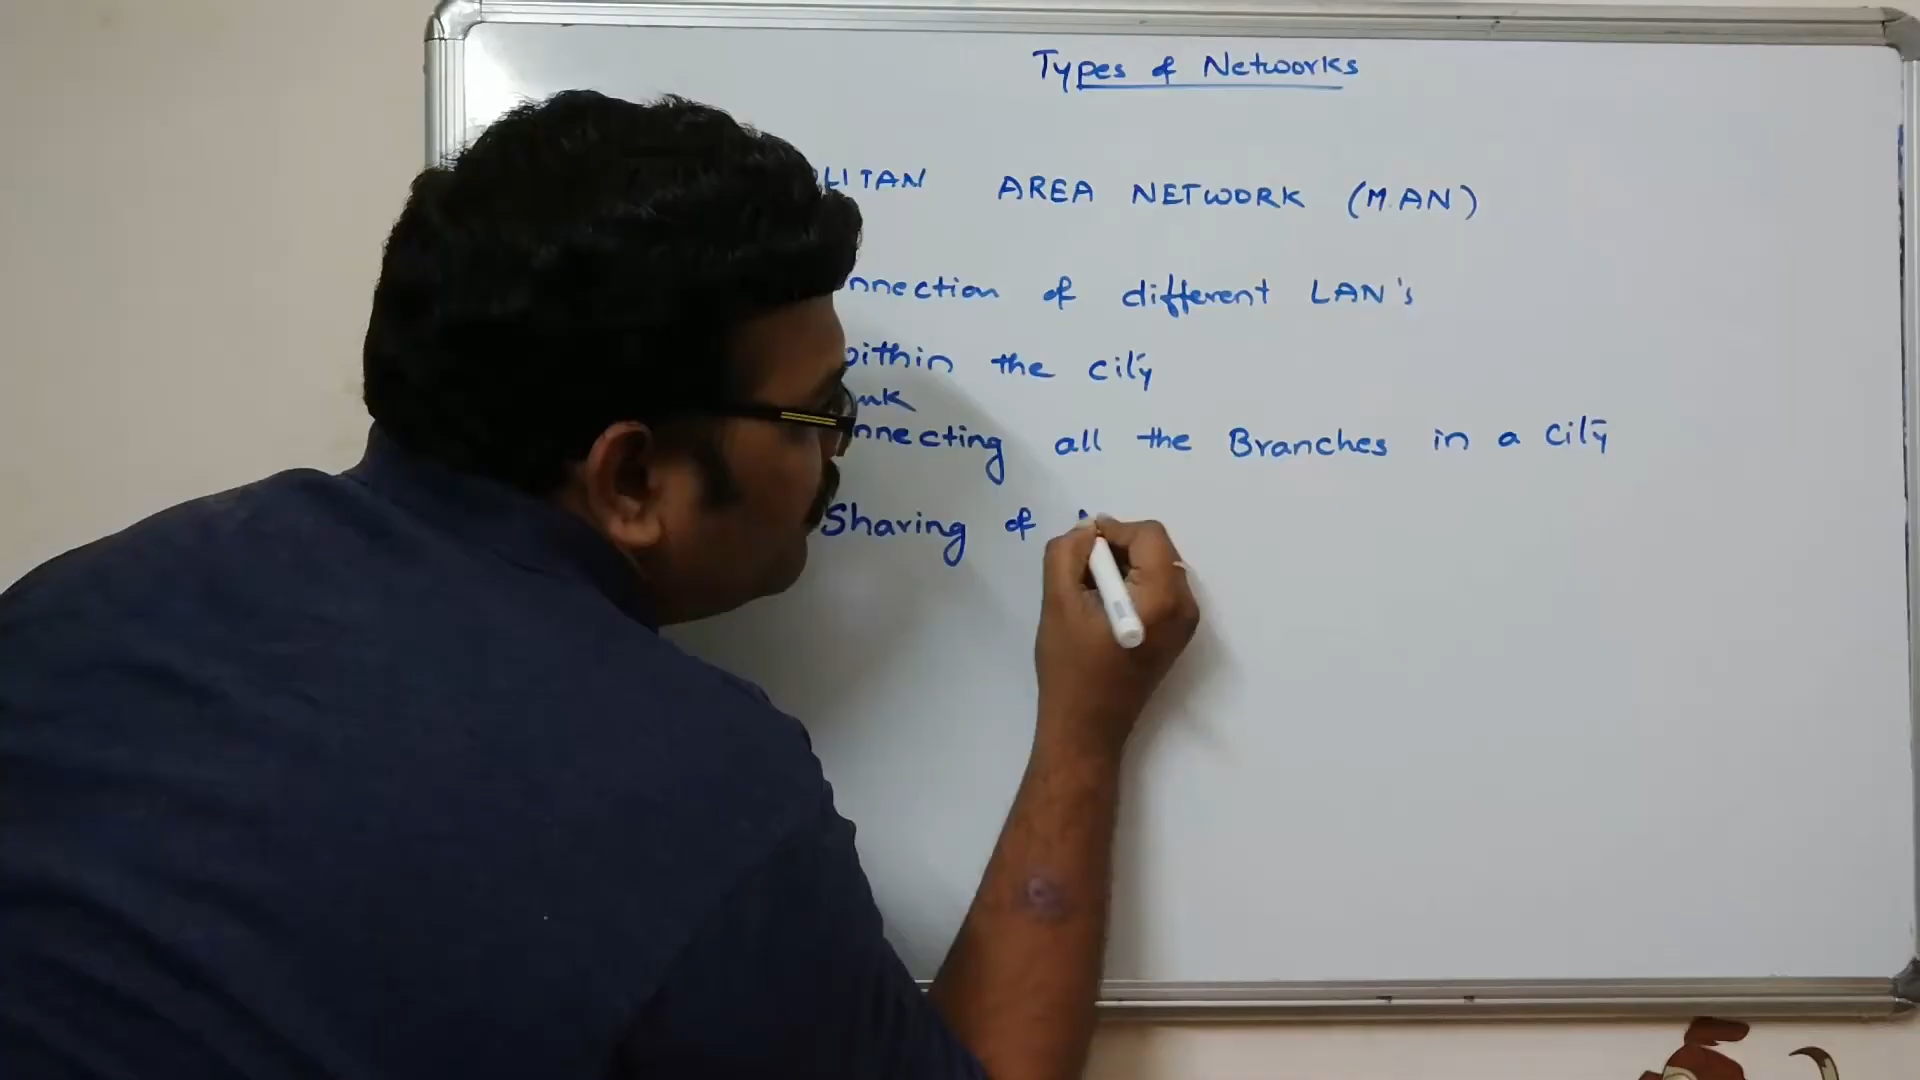 Types of Networks
LITAN AREA NETWORK (MAN)
nnection of different LAN's
within the city
nnecting all the Branches in a city
Sharing of